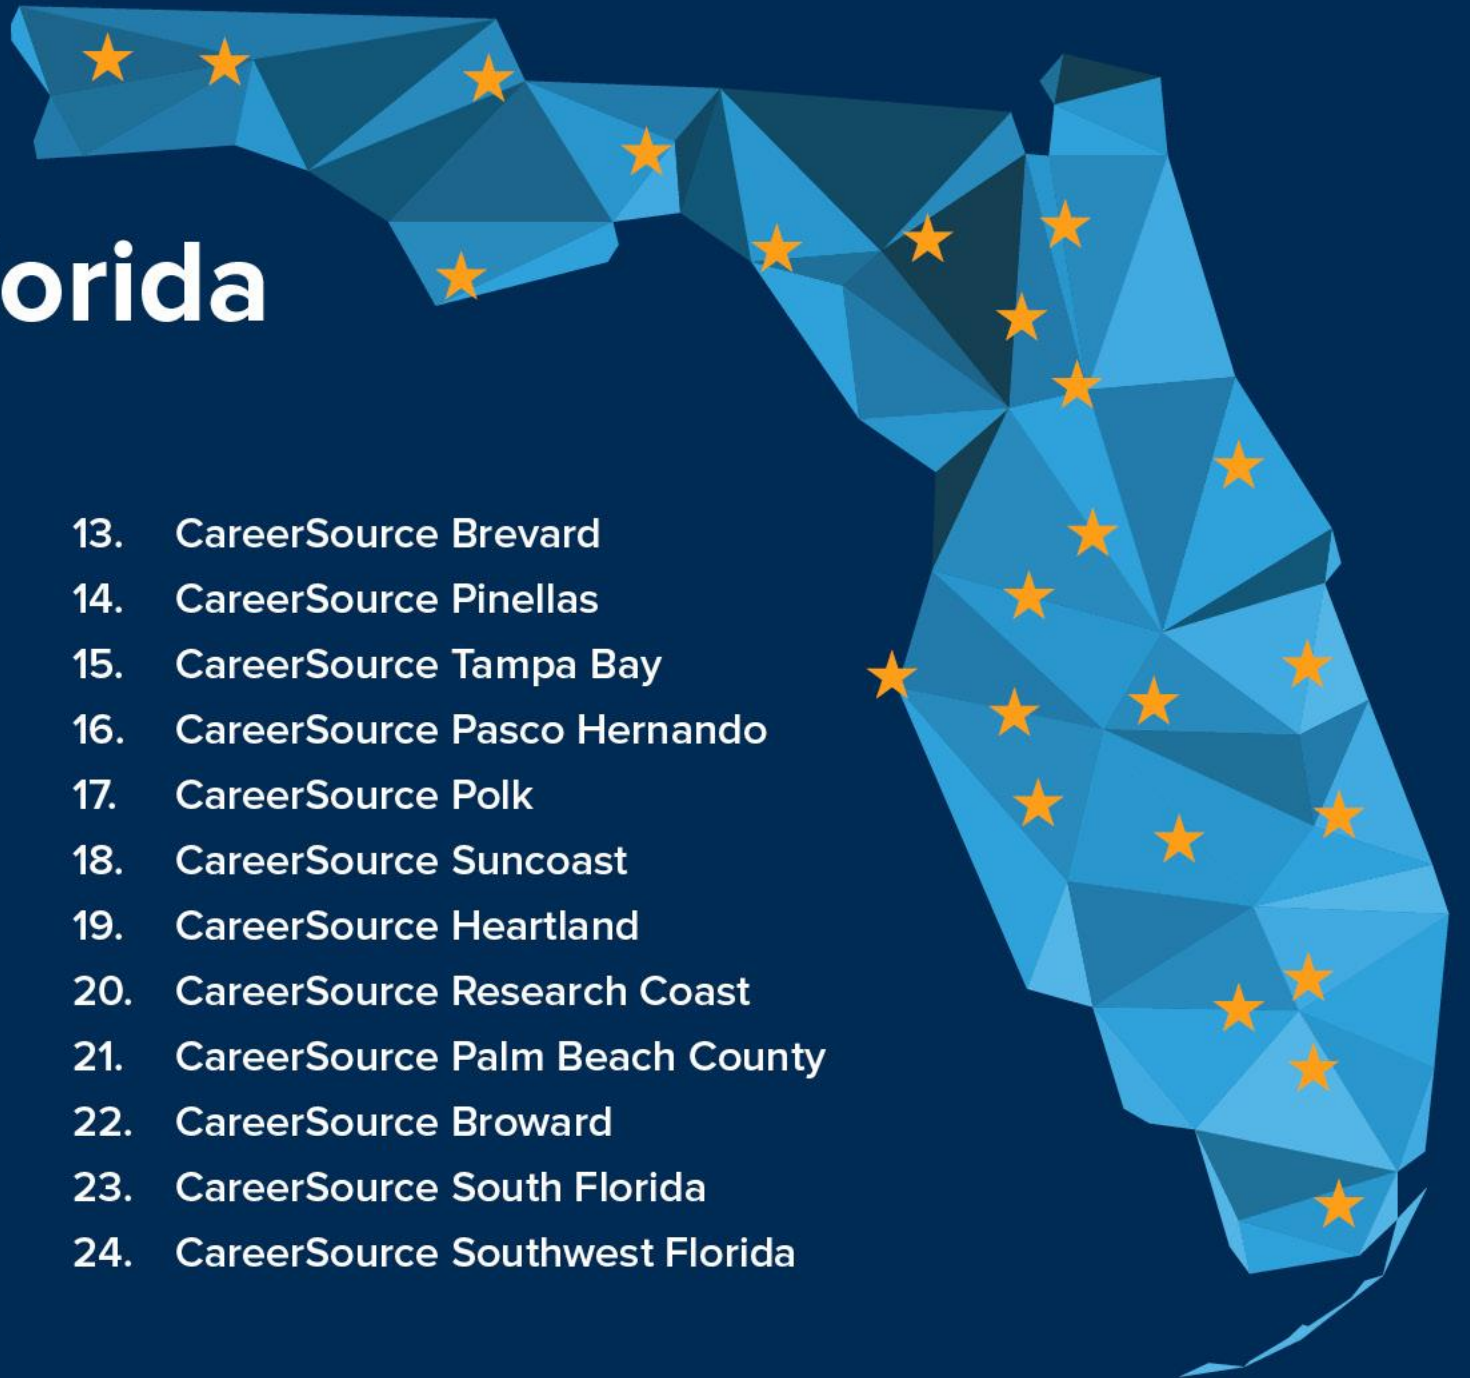 orida
13. CareerSource Brevard
14. CareerSource Pinellas
15. CareerSource Tampa Bay
16. CareerSource Pasco Hernando
17. CareerSource Polk
18. CareerSource Suncoast
19. CareerSource Heartland
20. CareerSource Research Coast
21. CareerSource Palm Beach County
22. CareerSource Broward
23. CareerSource South Florida
24. CareerSource Southwest Florida